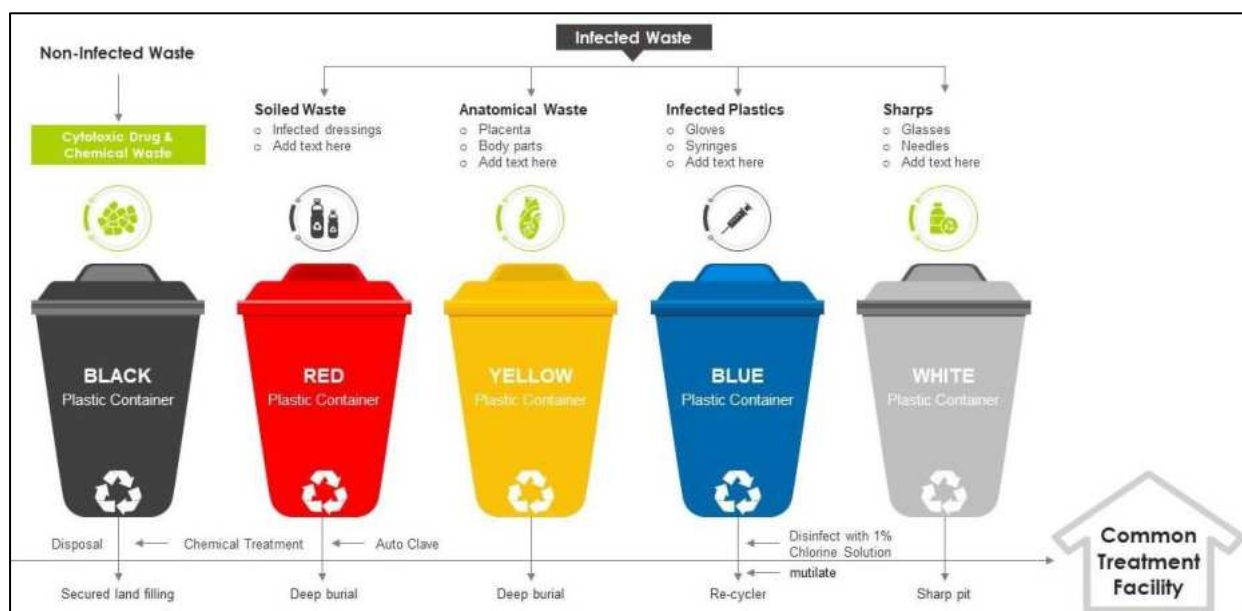 Infected Waste
Non-Infected Waste
Cytotoxic Drug &
Chemical Waste
Soiled Waste
Infected dressings
Add text here
Anatomical Waste
Placenta
Body parts
Add text here
Infected Plastics
Gloves
Syringes
Add text here
Sharps
Glasses
Needles
Add text here
BLACK
Plastic Container
RED
Plastic Container
YELLOW
Plastic Container
BLUE
Plastic Container
WHITE
Plastic Container
Disposal
Chemical Treatment
Auto Clave
Disinfect with 1%
Chlorine Solution
mutilate
Secured land filling
Deep burial
Deep burial
Re-cycler
Sharp pit
Common
Treatment
Facility